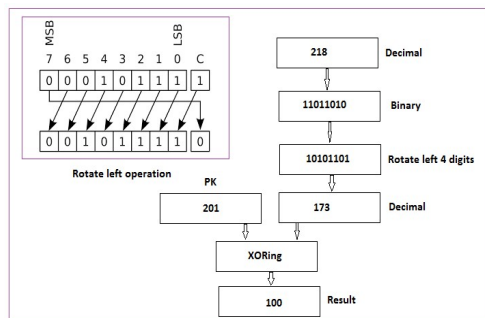 MSB LSB
7 6 5 4 3 2 1 0 C
0 0 0 1 0 1 1 1 1
0 0 1 0 1 1 1 1 0
Rotate left operation
218 Decimal
11011010 Binary
10101101 Rotate left 4 digits
PK
201 173 Decimal
XORing
100 Result